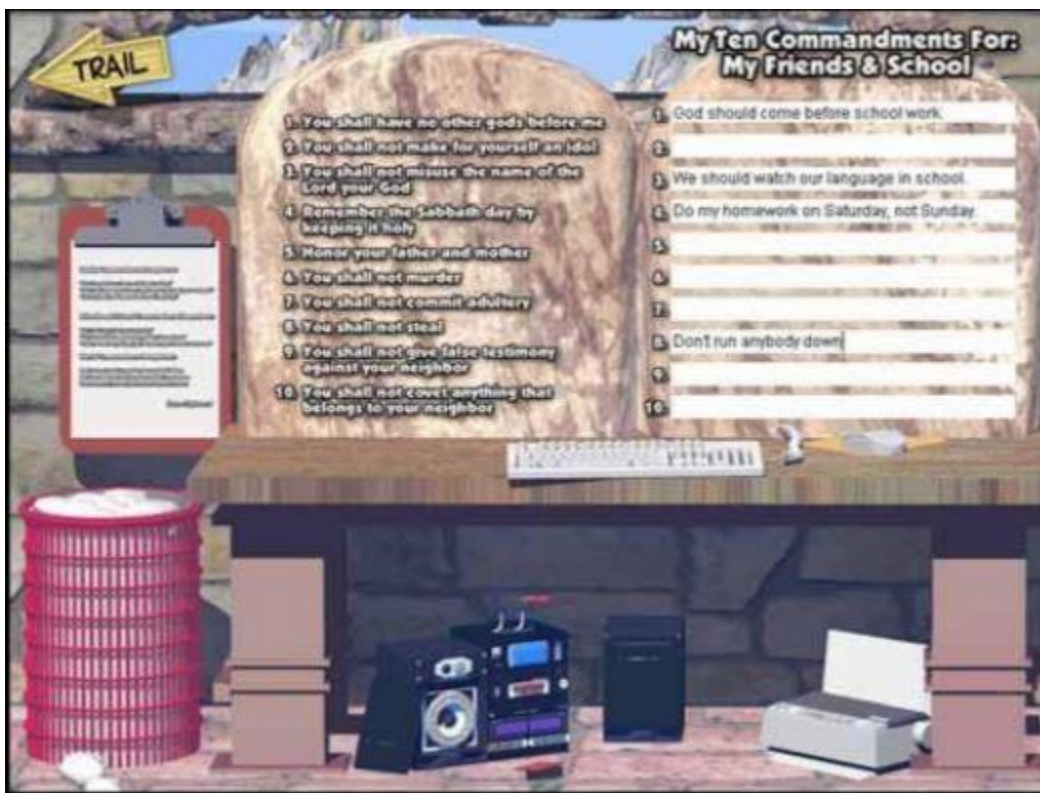 TRAIL
My Ten Commandments For:
My Friends & School
1. You shall have no other gods before me
2. You shall not make for yourself an idol
3. You shall not misuse the name of the
Lord your God
4. Remember the Sabbath day by
keeping it holy
5. Honor your father and mother
6. You shall not murder
7. You shall not commit adultery
8. You shall not steal
9. You shall not give false testimony
against your neighbor
10. You shall not covet anything that
belongs to your neighbor
1. God should come before school work.
2.
3. We should watch our language in school.
4. Do my homework on Saturday, not Sunday.
5.
6.
7.
8. Don't run anybody down
9.
10.